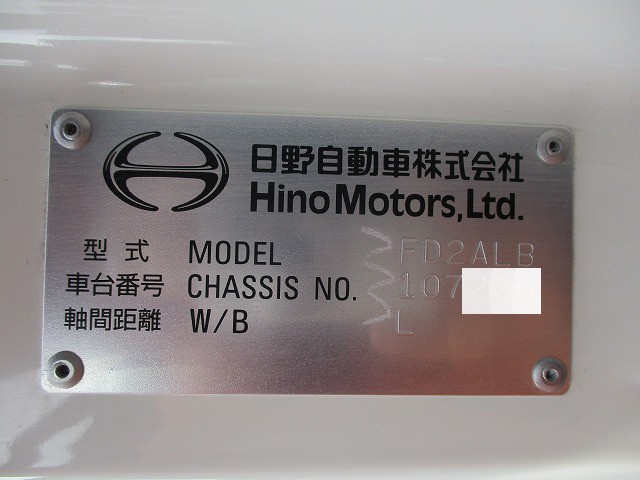 日野自動車株式会社
Hino Motors, Ltd.
型式 MODEL FD2ALB
車台番号 CHASSIS NO. 107
軸間距離 W/B L